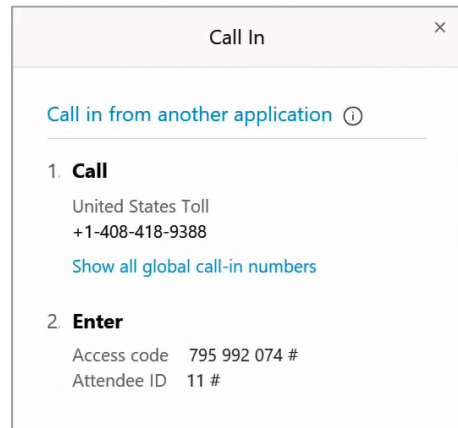 Call In
Call in from another application
1. Call
United States Toll
+1-408-418-9388
Show all global call-in numbers
2. Enter
Access code 795 992 074 #
Attendee ID 11 #